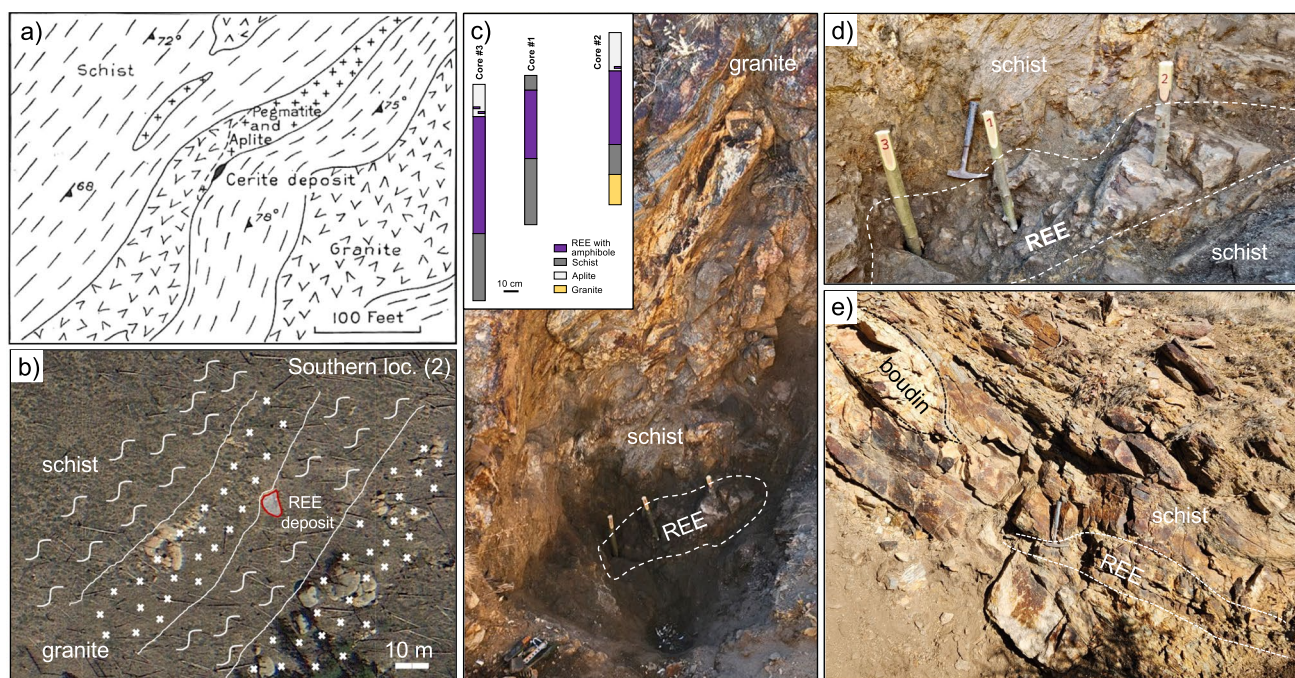 a)
72°
Schist
75
Pegmatite
and
Aplite
Cerite deposit
68
78°
Granite
100 Feet
b)
Southern loc. (2)
schist
REE
deposit
granite
10 m
c)
Core #3
Core #1
Core #2
REE with
amphibole
Schist
Aplite
Granite
10 cm
granite
schist
REE
d)
schist
2
1
3
REE
schist
e)
boudin
schist
REE